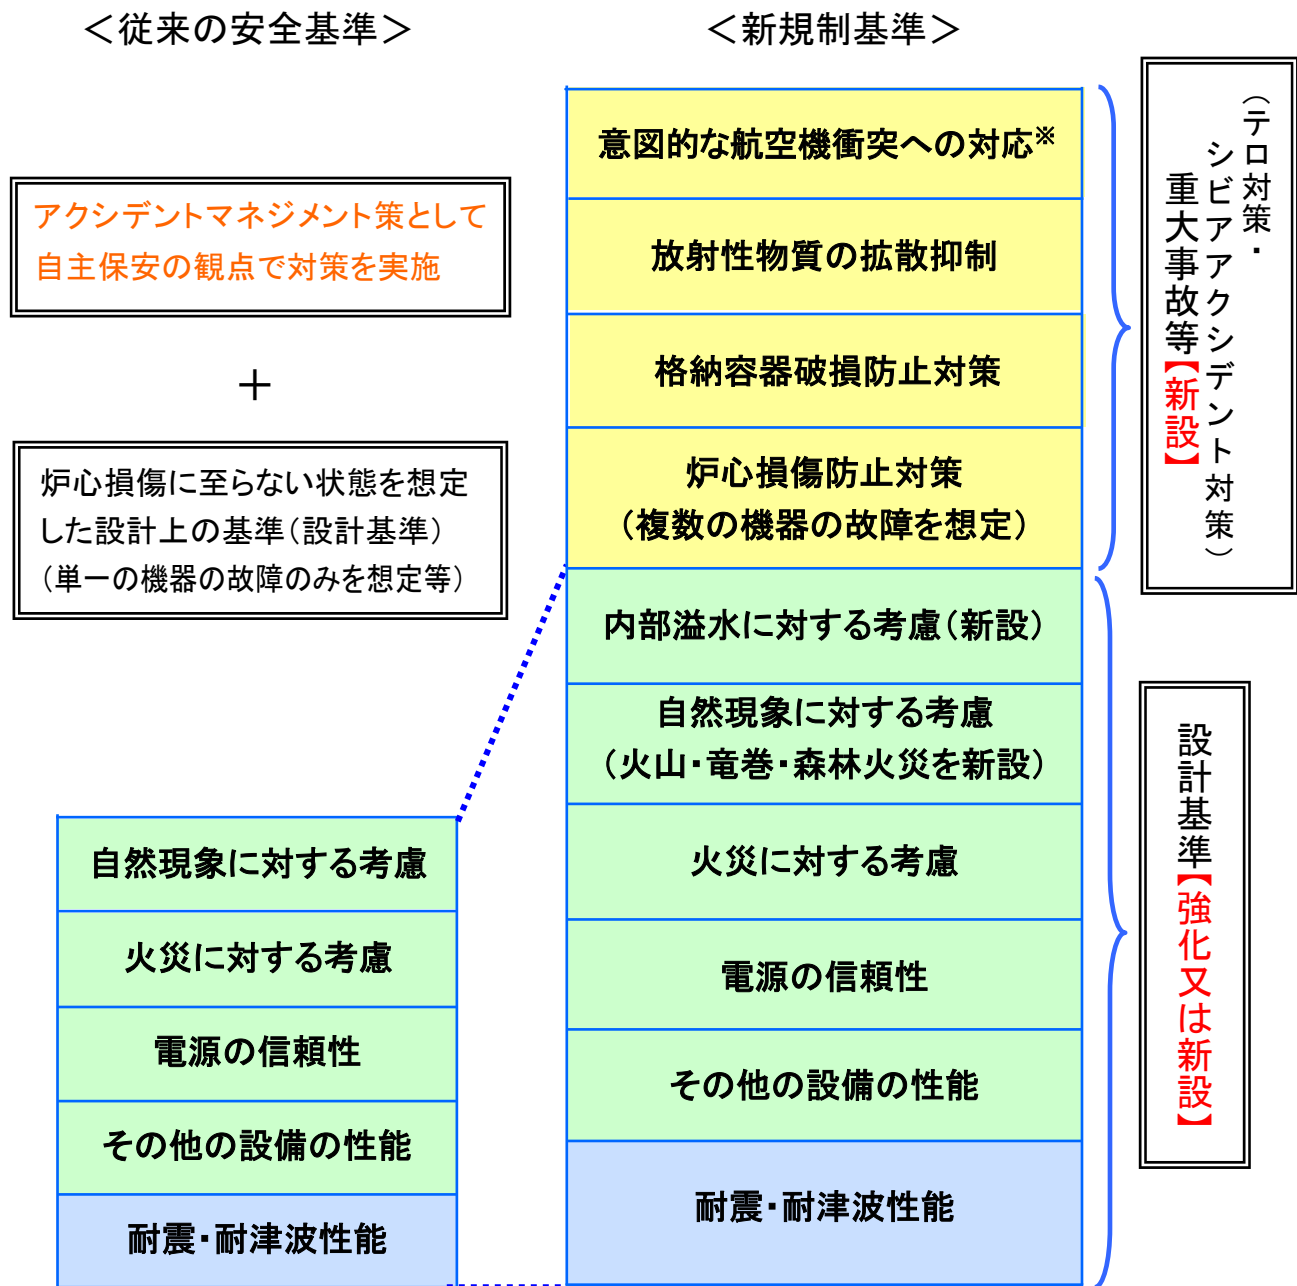 ＜従来の安全基準＞
アクシデントマネジメント策として
自主保安の観点で対策を実施
＋
炉心損傷に至らない状態を想定
した設計上の基準（設計基準）
（単一の機器の故障のみを想定等）
自然現象に対する考慮
火災に対する考慮
電源の信頼性
その他の設備の性能
耐震・耐津波性能
＜新規制基準＞
意図的な航空機衝突への対応※
放射性物質の拡散抑制
格納容器破損防止対策
炉心損傷防止対策
（複数の機器の故障を想定）
内部溢水に対する考慮（新設）
自然現象に対する考慮
（火山・竜巻・森林火災を新設）
火災に対する考慮
電源の信頼性
その他の設備の性能
耐震・耐津波性能
（テロ対策・
シビアアクシデント対策）
重大事故等【新設】
設計基準【強化又は新設】